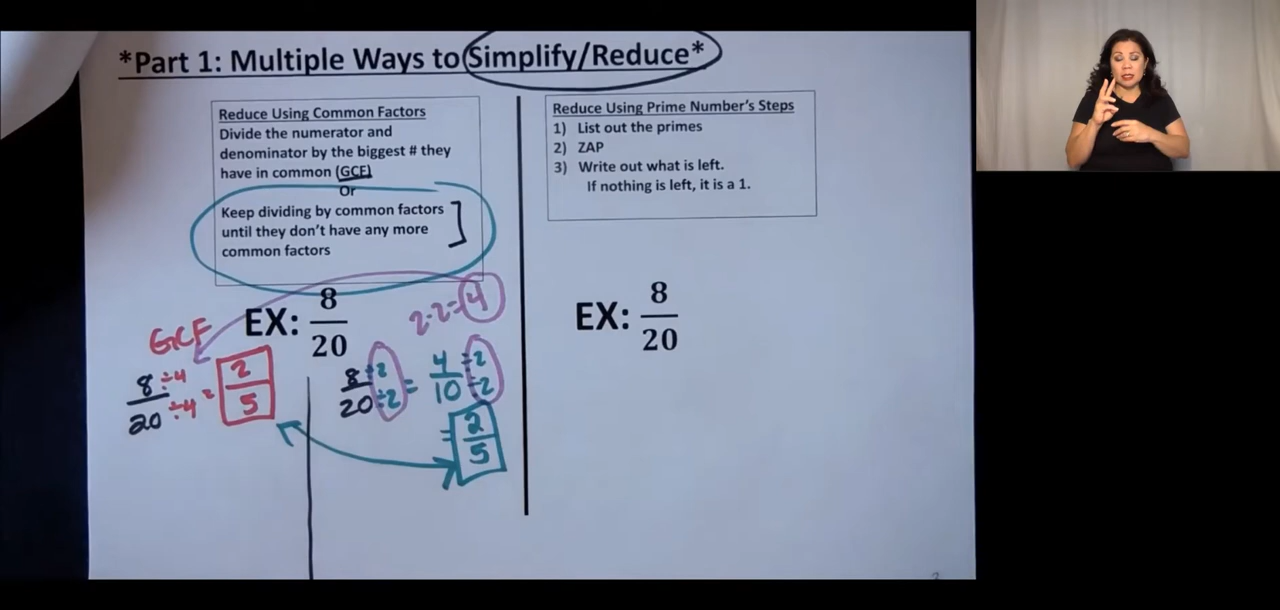 *Part 1: Multiple Ways to Simplify/Reduce*
Reduce Using Common Factors
Divide the numerator and
denominator by the biggest # they
have in common (GCF)
Or
Keep dividing by common factors
until they don't have any more
common factors
EX: 8/20
2·2=4
GCF
8÷4/20÷4 = 2/5
8÷2/20÷2 = 4÷2/10÷2
= 2/5
Reduce Using Prime Number's Steps
1) List out the primes
2) ZAP
3) Write out what is left.
If nothing is left, it is a 1.
EX: 8/20